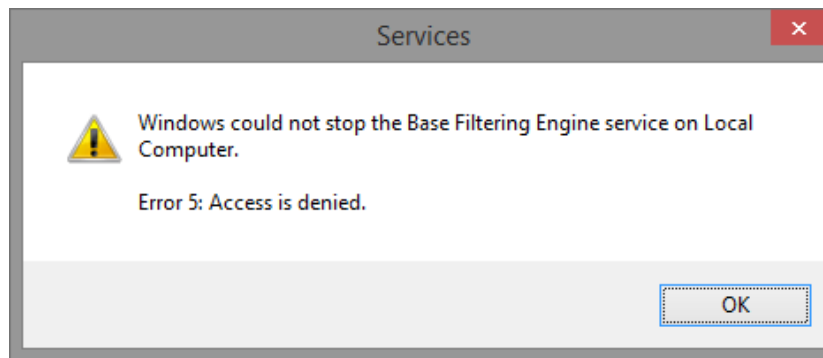 Services
Windows could not stop the Base Filtering Engine service on Local
Computer.
Error 5: Access is denied.
OK